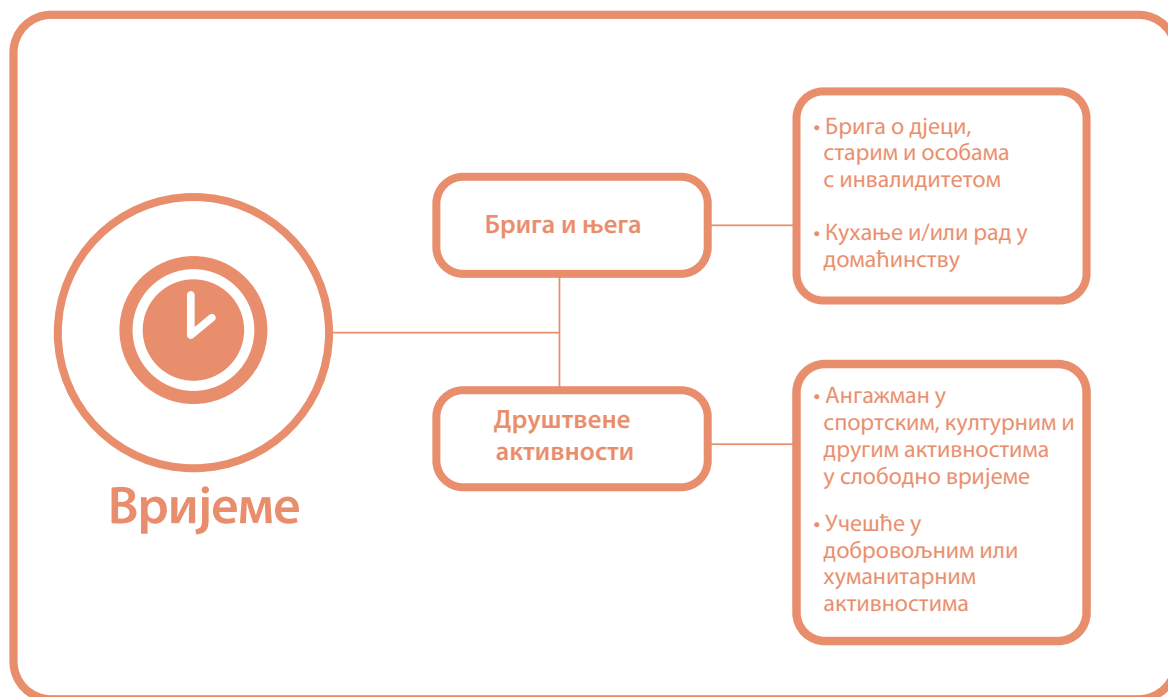 Вријеме
Брига и њега
• Брига о дјеци,
старим и особама
с инвалидитетом
• Кухање и/или рад у
домаћинству
Друштвене
активности
• Ангажман у
спортским, културним и
другим активностима
у слободно вријеме
• Учешће у
добровољним или
хуманитарним
активностима